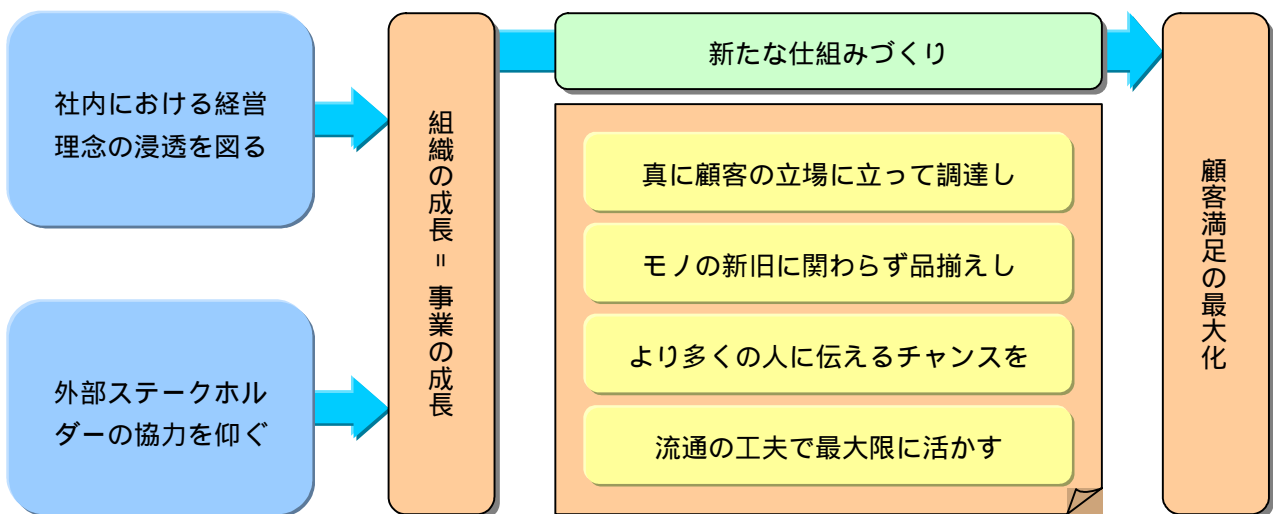 社内における経営
理念の浸透を図る
外部ステークホル
ダーの協力を仰ぐ
組織の成長＝事業の成長
新たな仕組みづくり
真に顧客の立場に立って調達し
モノの新旧に関わらず品揃えし
より多くの人に伝えるチャンスを
流通の工夫で最大限に活かす
顧客満足の最大化